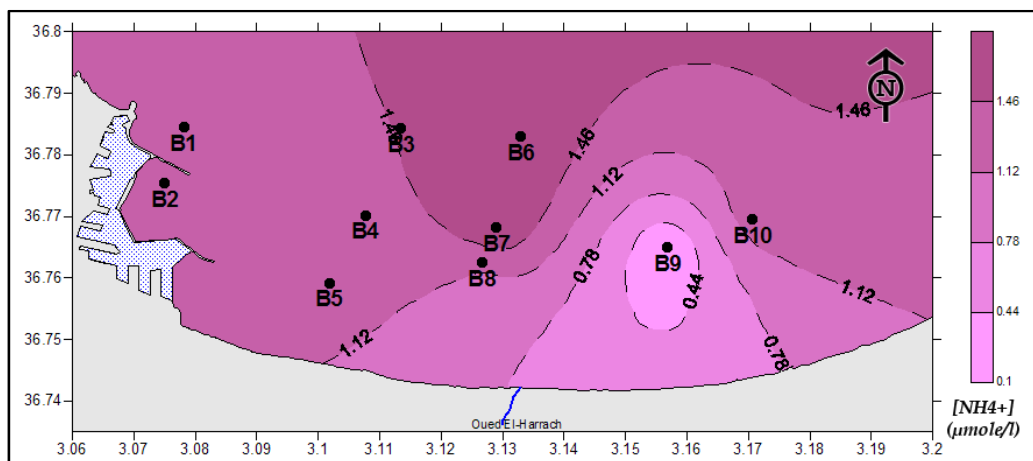 36.8
36.79
36.78
36.77
36.76
36.75
36.74
3.06 3.07 3.08 3.09 3.1 3.11 3.12 3.13 3.14 3.15 3.16 3.17 3.18 3.19 3.2
N
B1
B2
B3
B4
B5
B6
B7
B8
B9
B10
1.46
1.46
1.46
1.12
1.12
1.12
0.78
0.78
0.44
Oued El-Harrach
1.46
1.12
0.78
0.44
0.1
[NH4+]
(µmole/l)